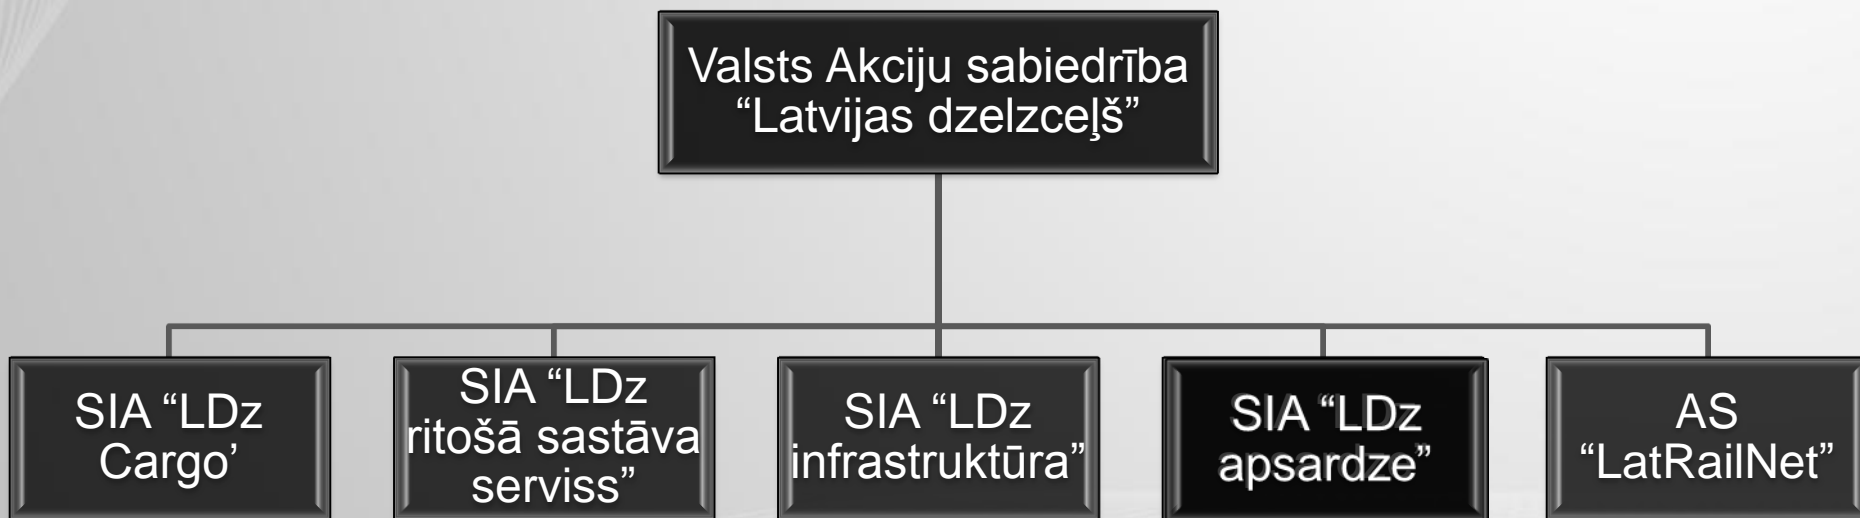 Valsts Akciju sabiedrība
“Latvijas dzelzceļš”
SIA “LDz
Cargo’
SIA “LDz
ritošā sastāva
serviss”
SIA “LDz
infrastruktūra”
SIA “LDz
apsardze”
AS
“LatRailNet”